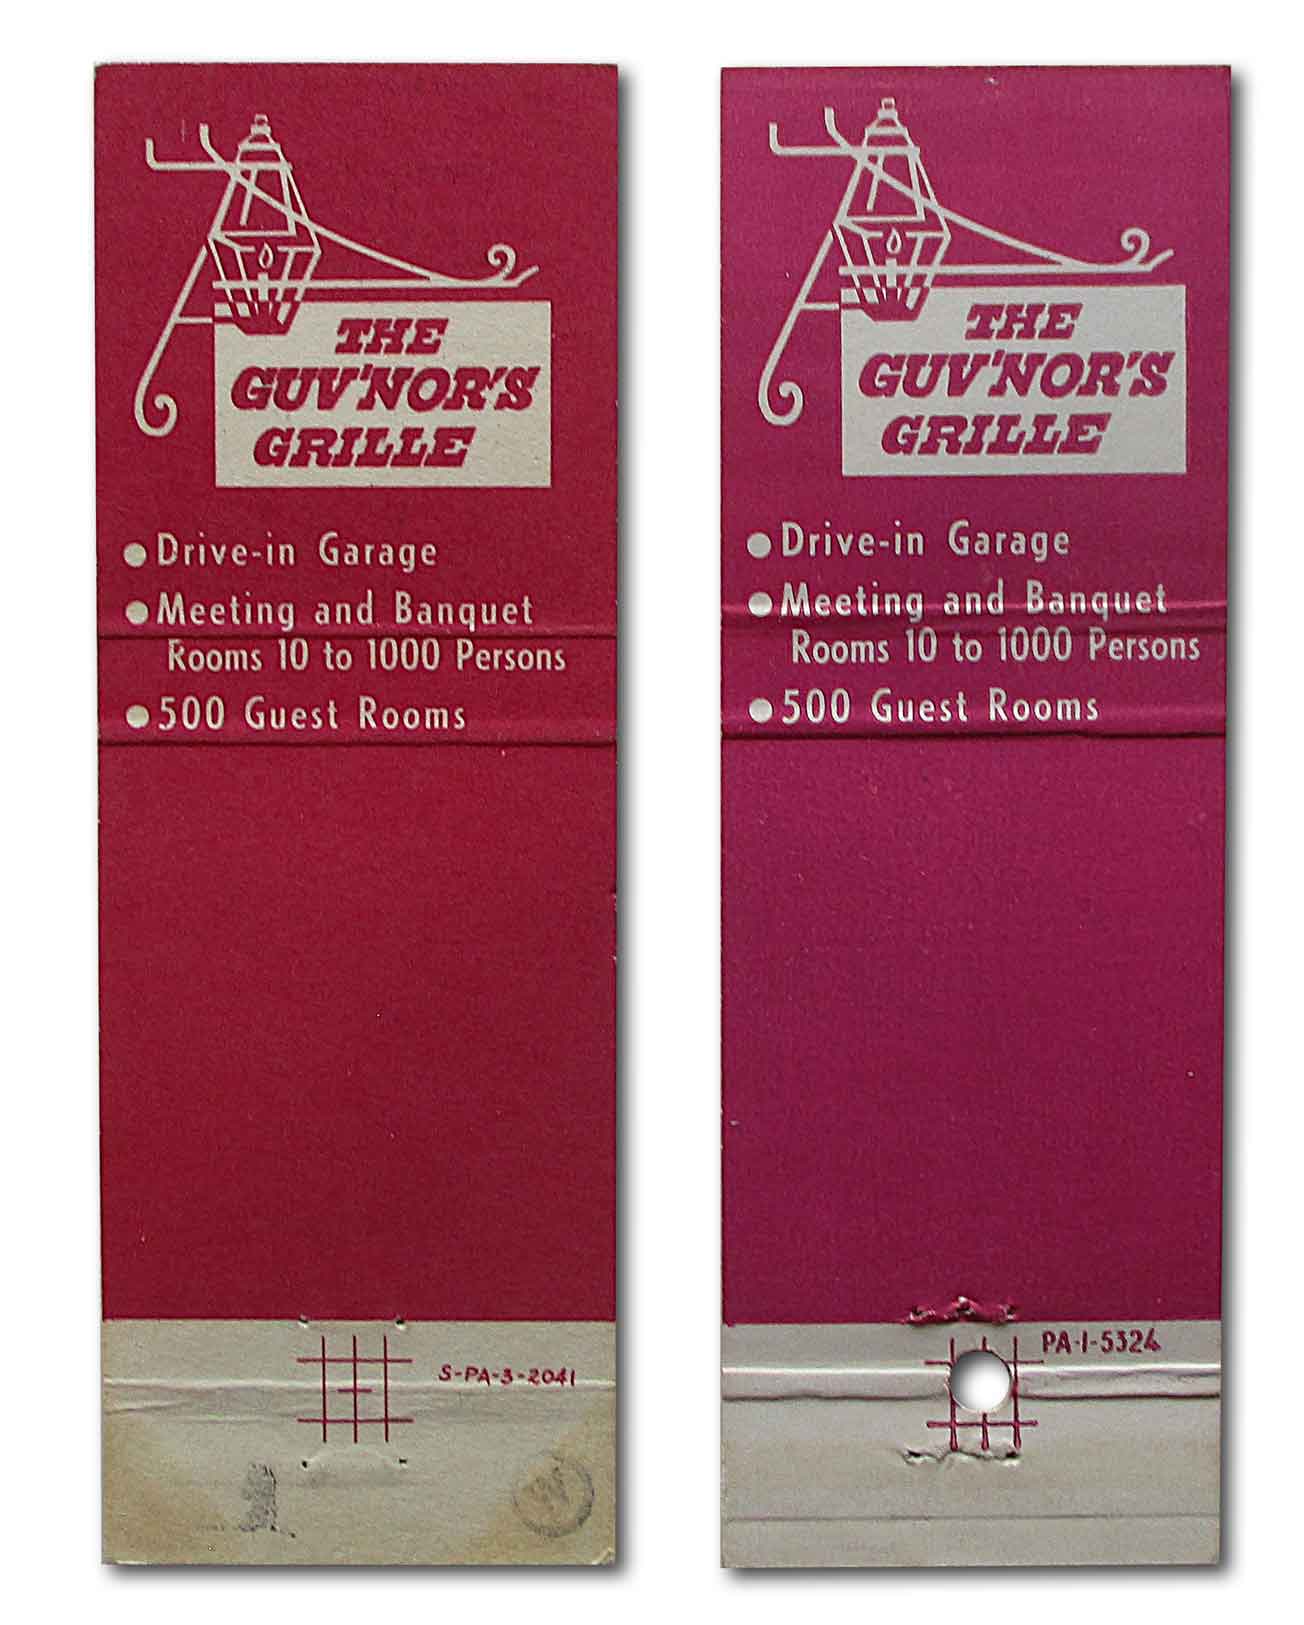 THE
GUV'NOR'S
GRILLE
● Drive-in Garage
● Meeting and Banquet
Rooms 10 to 1000 Persons
● 500 Guest Rooms
S-PA-3-2041
THE
GUV'NOR'S
GRILLE
● Drive-in Garage
● Meeting and Banquet
Rooms 10 to 1000 Persons
● 500 Guest Rooms
PA-1-5324